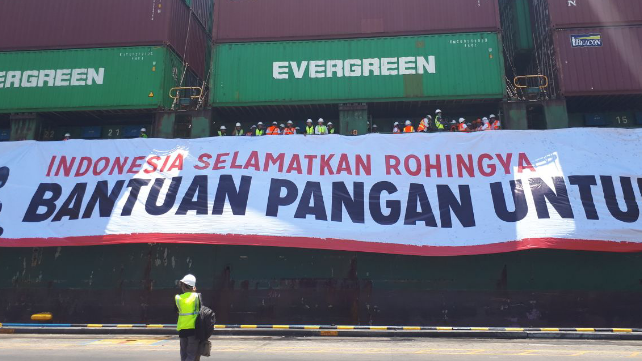 EVERGREEN
EVERGREEN
BEACON
INDONESIA SELAMATKAN ROHINGYA
BANTUAN PANGAN UNTU